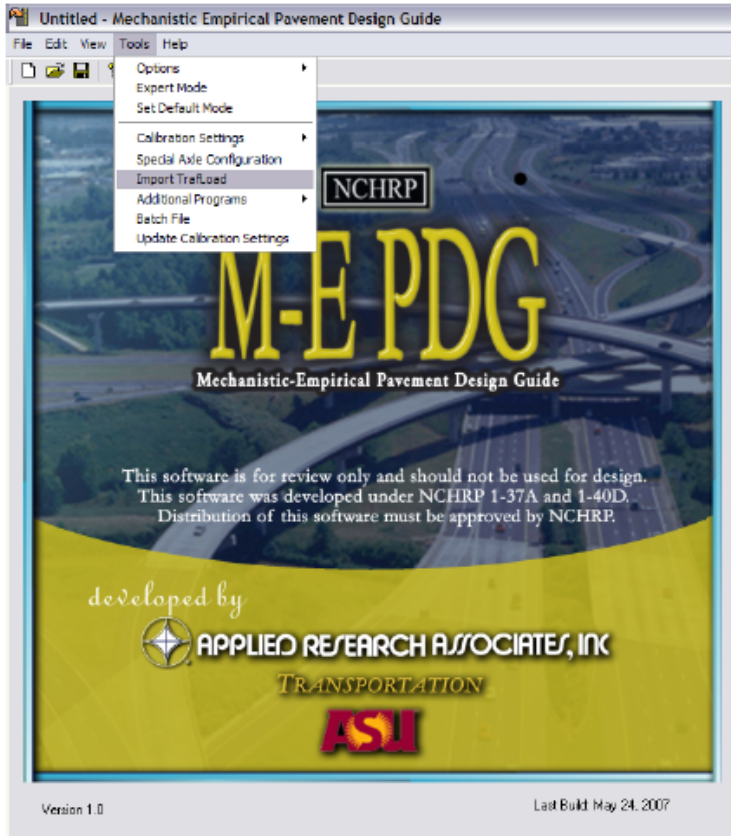 Untitled - Mechanistic Empirical Pavement Design Guide
File Edit View Tools Help
Options
Expert Mode
Set Default Mode
Calibration Settings
Special Axle Configuration
Import TrafLoad
Additional Programs
Batch File
Update Calibration Settings
NCHRP
M-E PDG
Mechanistic-Empirical Pavement Design Guide
This software is for review only and should not be used for design.
This software was developed under NCHRP 1-37A and 1-40D.
Distribution of this software must be approved by NCHRP.
developed by
APPLIED RESEARCH ASSOCIATES, INC
TRANSPORTATION
ASU
Version 1.0
Last Build: May 24, 2007